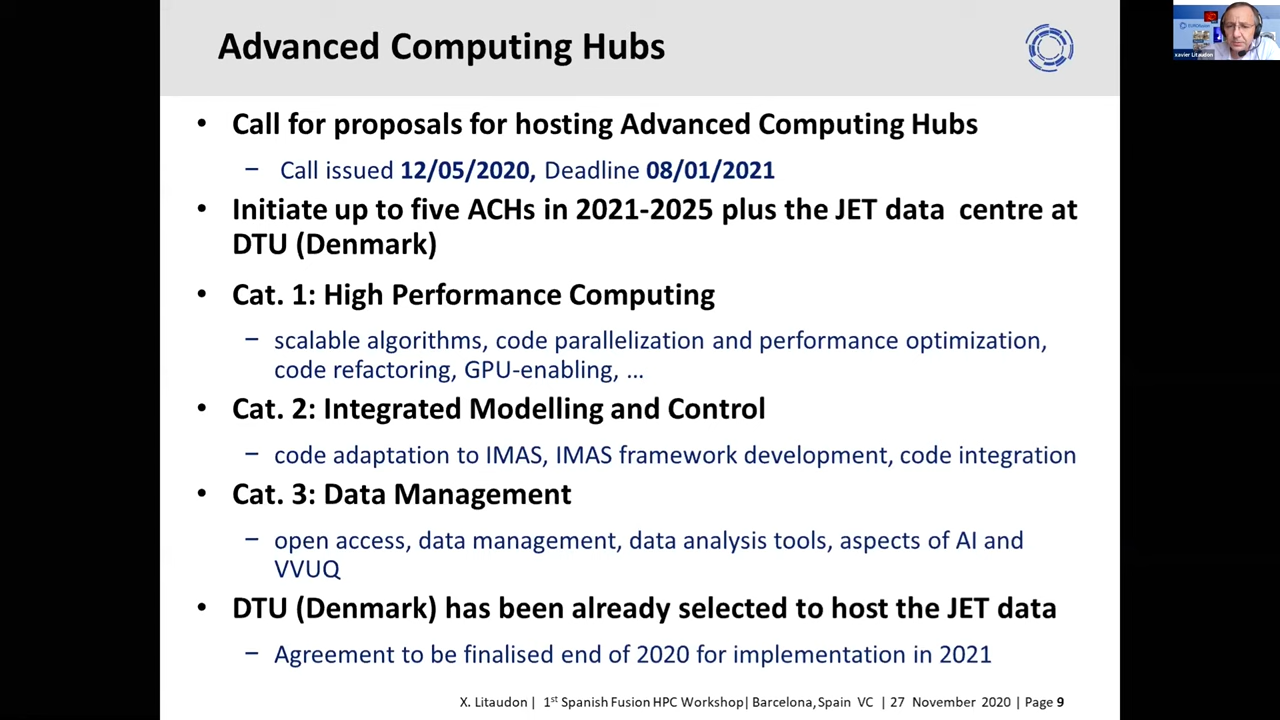 Advanced Computing Hubs
xavier Litaudon
• Call for proposals for hosting Advanced Computing Hubs
– Call issued 12/05/2020, Deadline 08/01/2021
• Initiate up to five ACHs in 2021-2025 plus the JET data centre at
DTU (Denmark)
• Cat. 1: High Performance Computing
– scalable algorithms, code parallelization and performance optimization,
code refactoring, GPU-enabling, ...
• Cat. 2: Integrated Modelling and Control
– code adaptation to IMAS, IMAS framework development, code integration
• Cat. 3: Data Management
– open access, data management, data analysis tools, aspects of AI and
VVUQ
• DTU (Denmark) has been already selected to host the JET data
– Agreement to be finalised end of 2020 for implementation in 2021
X. Litaudon | 1st Spanish Fusion HPC Workshop| Barcelona, Spain VC | 27 November 2020 | Page 9